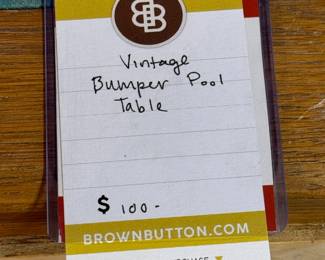 BB
Vintage
Bumper Pool
Table
$ 100-
BROWNBUTTON.COM